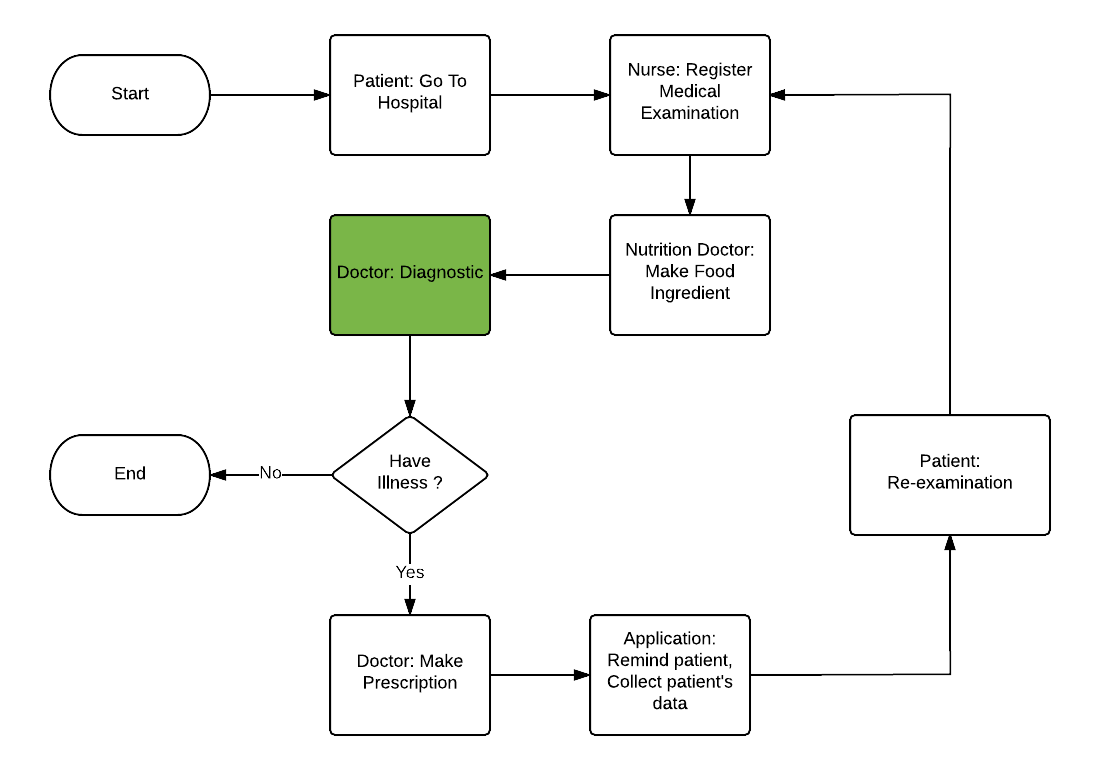 Start
Patient: Go To
Hospital
Nurse: Register
Medical
Examination
Doctor: Diagnostic
Nutrition Doctor:
Make Food
Ingredient
End
No
Have
Illness ?
Patient:
Re-examination
Yes
Doctor: Make
Prescription
Application:
Remind patient,
Collect patient's
data